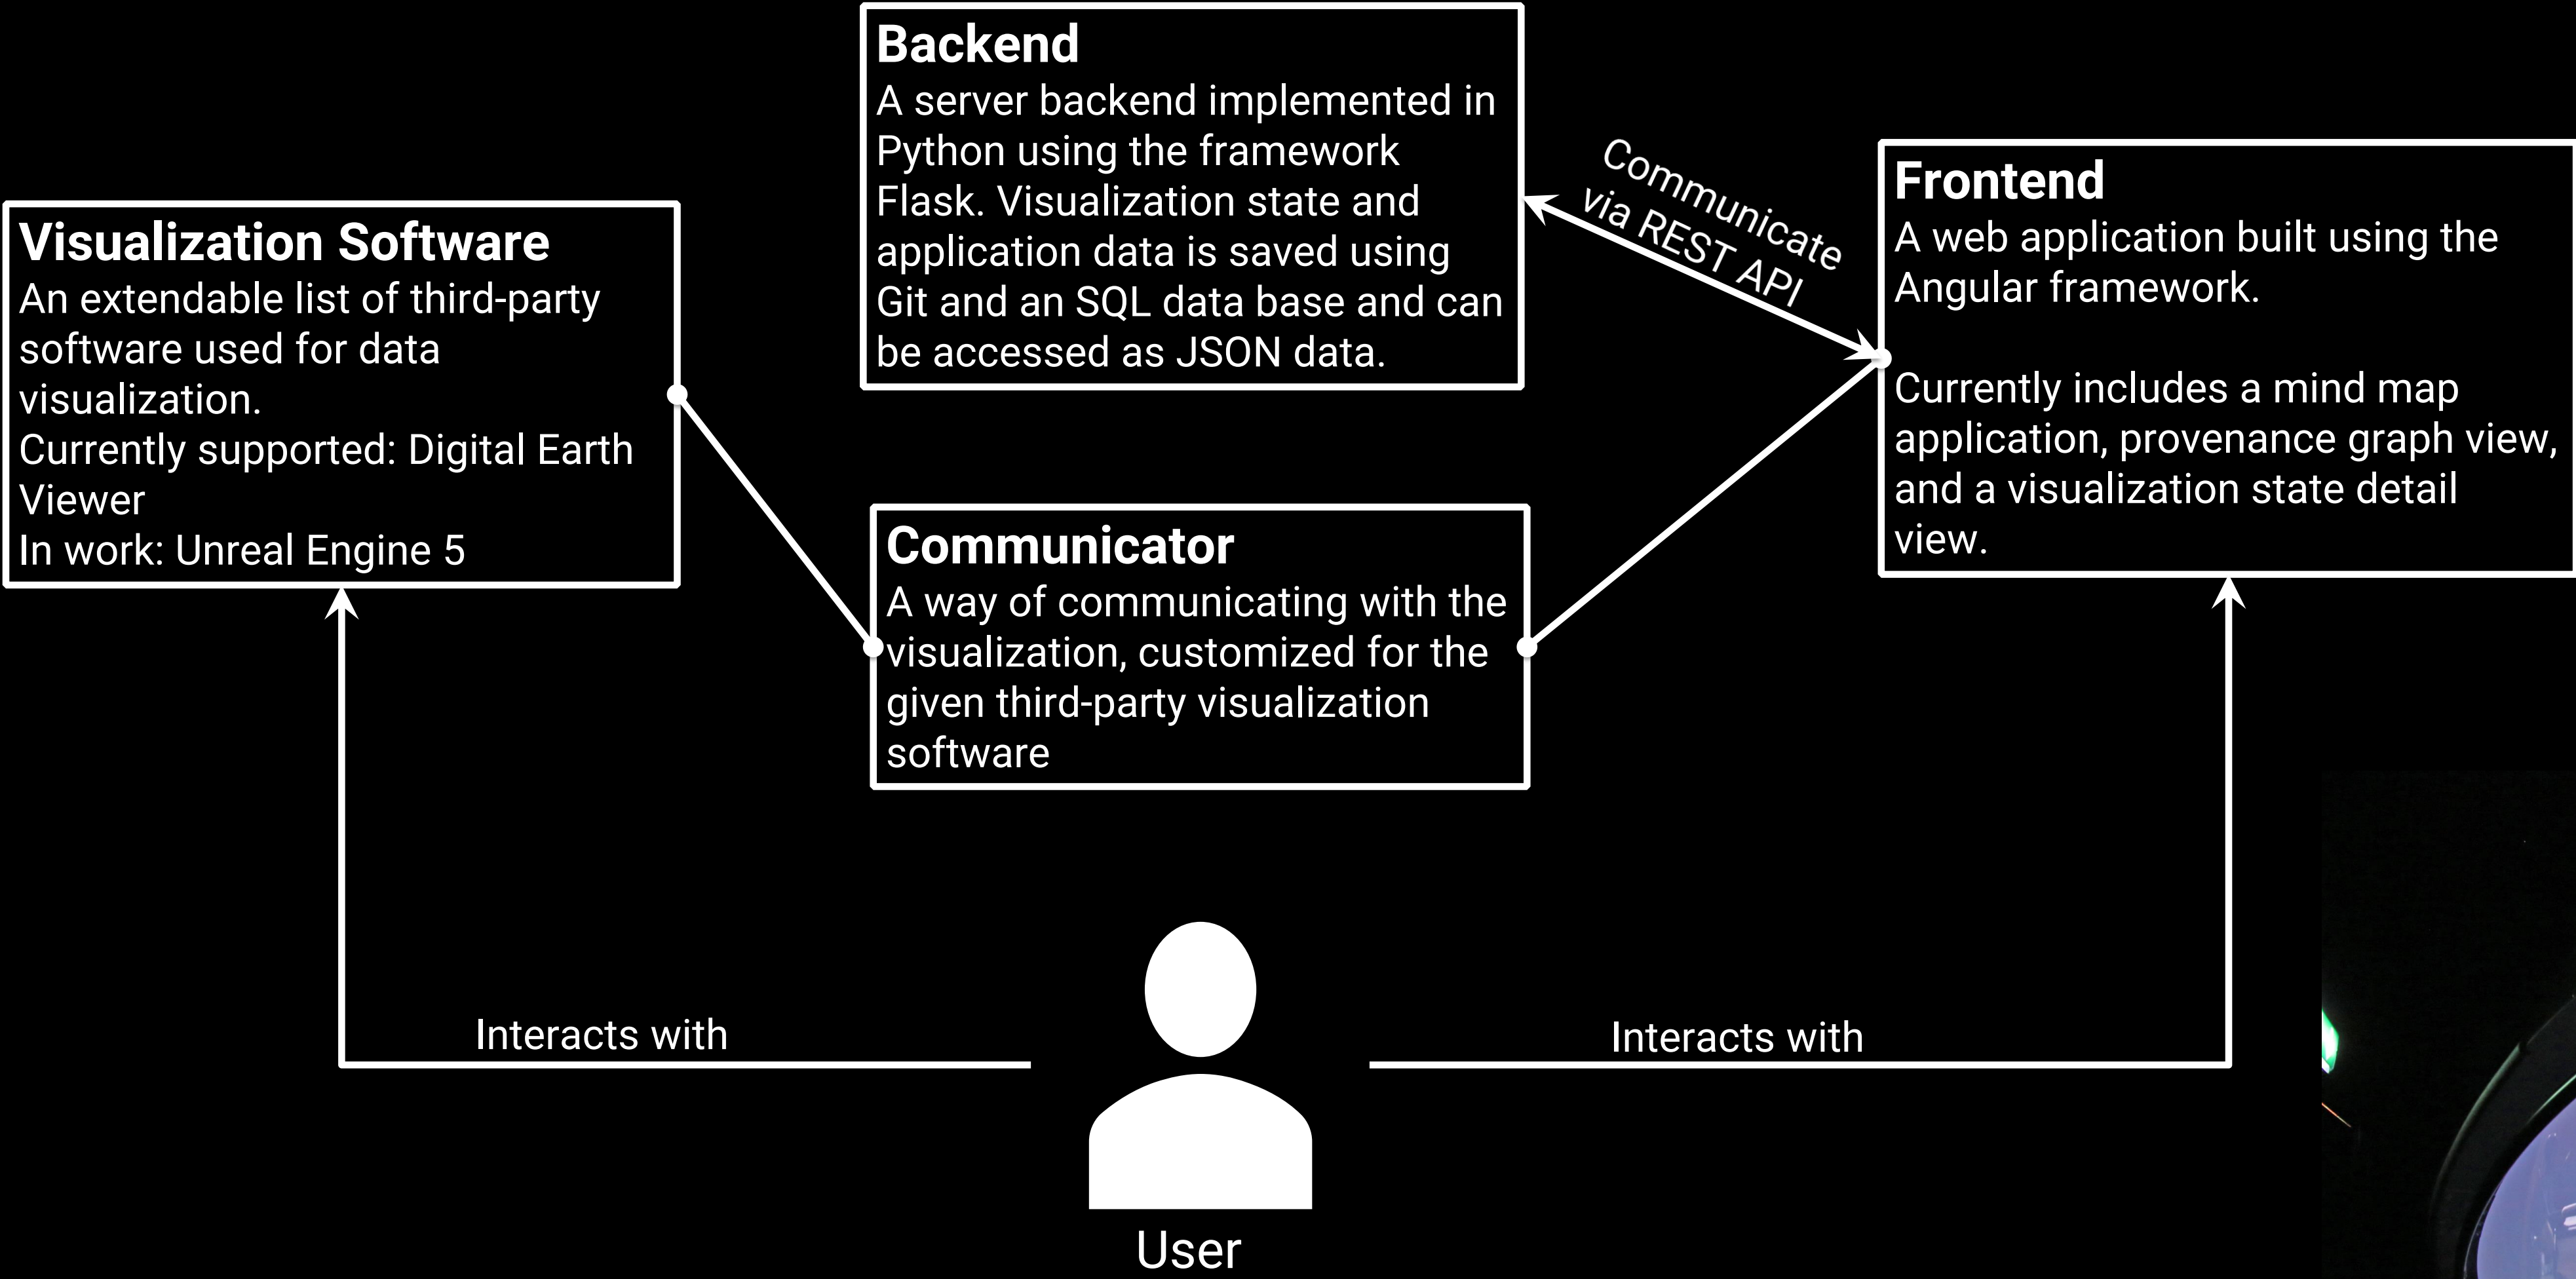 Backend
A server backend implemented in
Python using the framework
Flask. Visualization state and
application data is saved using
Git and an SQL data base and can
be accessed as JSON data.
Communicate
via REST API
Frontend
A web application built using the
Angular framework.
Currently includes a mind map
application, provenance graph view,
and a visualization state detail
view.
Visualization Software
An extendable list of third-party
software used for data
visualization.
Currently supported: Digital Earth
Viewer
In work: Unreal Engine 5
Communicator
A way of communicating with the
visualization, customized for the
given third-party visualization
software
Interacts with
Interacts with
User